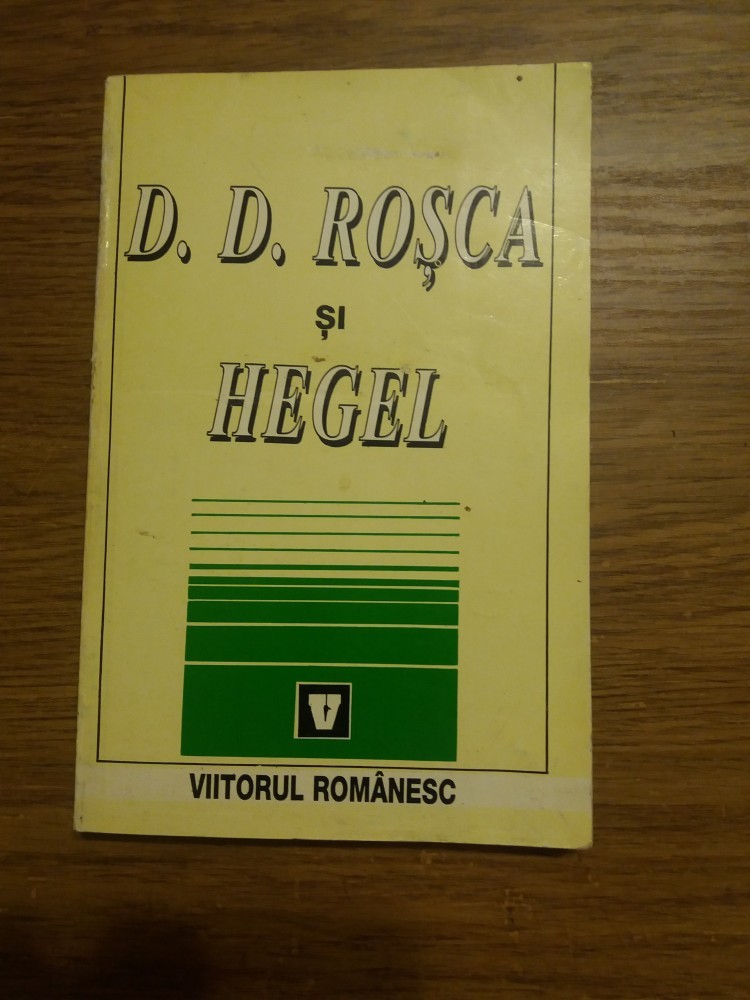 D. D. ROȘCA
ȘI
HEGEL
V
VIITORUL ROMÂNESC